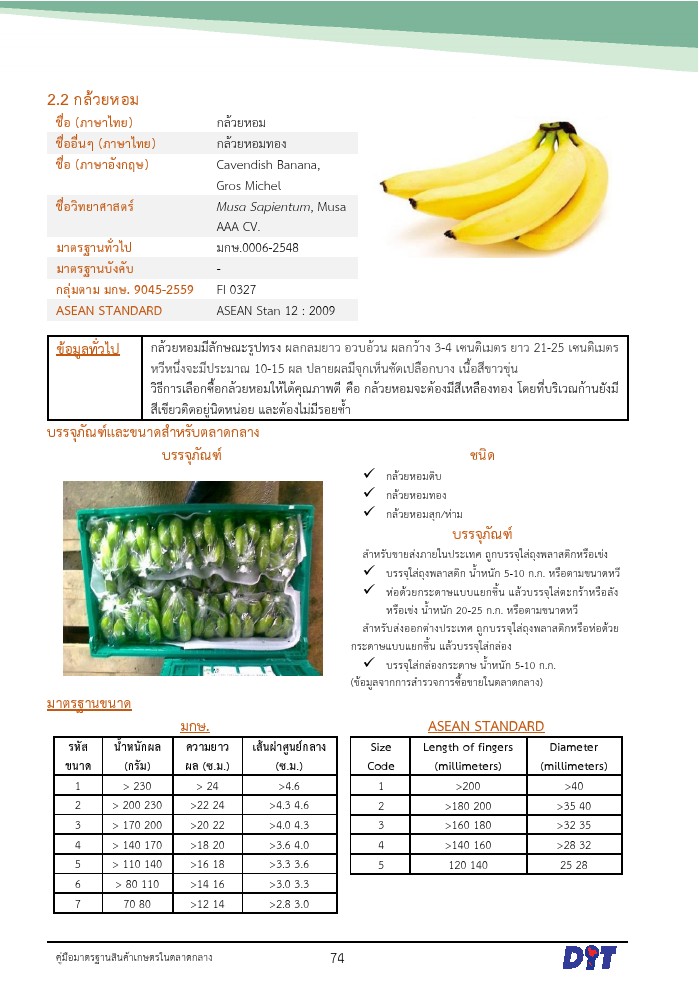 2.2 กล้วยหอม
ชื่อ (ภาษาไทย) กล้วยหอม
ชื่ออื่นๆ (ภาษาไทย) กล้วยหอมทอง
ชื่อ (ภาษาอังกฤษ) Cavendish Banana,
Gros Michel
ชื่อวิทยาศาสตร์ Musa Sapientum, Musa
AAA CV.
มาตรฐานทั่วไป มกษ.0006-2548
มาตรฐานบังคับ -
กลุ่มตาม มกษ. 9045-2559 FI 0327
ASEAN STANDARD ASEAN Stan 12 : 2009
ข้อมูลทั่วไป กล้วยหอมมีลักษณะรูปทรง ผลกลมยาว อวบอ้วน ผลกว้าง 3-4 เซนติเมตร ยาว 21-25 เซนติเมตร
หวีหนึ่งจะมีประมาณ 10-15 ผล ปลายผลมีจุกเห็นชัดเปลือกบาง เนื้อสีขาวขุ่น
วิธีการเลือกซื้อกล้วยหอมให้ได้คุณภาพดี คือ กล้วยหอมจะต้องมีสีเหลืองทอง โดยที่บริเวณก้านยังมี
สีเขียวติดอยู่นิดหน่อย และต้องไม่มีรอยช้ำ
บรรจุภัณฑ์และขนาดสำหรับตลาดกลาง
บรรจุภัณฑ์
ชนิด
✓ กล้วยหอมดิบ
✓ กล้วยหอมทอง
✓ กล้วยหอมสุก/ห่าม
บรรจุภัณฑ์
สำหรับขายส่งภายในประเทศ ถูกบรรจุใส่ถุงพลาสติกหรือเข่ง
✓ บรรจุใส่ถุงพลาสติก น้ำหนัก 5-10 ก.ก. หรือตามขนาดหวี
✓ ห่อด้วยกระดาษแบบแยกชิ้น แล้วบรรจุใส่ตะกร้าหรือลัง
หรือเข่ง น้ำหนัก 20-25 ก.ก. หรือตามขนาดหวี
สำหรับส่งออกต่างประเทศ ถูกบรรจุใส่ถุงพลาสติกหรือห่อด้วย
กระดาษแบบแยกชิ้น แล้วบรรจุใส่กล่อง
✓ บรรจุใส่กล่องกระดาษ น้ำหนัก 5-10 ก.ก.
(ข้อมูลจากการสำรวจการซื้อขายในตลาดกลาง)
มาตรฐานขนาด
มกษ.
รหัส น้ำหนักผล ความยาว เส้นผ่าศูนย์กลาง
ขนาด (กรัม) ผล (ซ.ม.) (ซ.ม.)
1 > 230 > 24 >4.6
2 > 200 230 >22 24 >4.3 4.6
3 > 170 200 >20 22 >4.0 4.3
4 > 140 170 >18 20 >3.6 4.0
5 > 110 140 >16 18 >3.3 3.6
6 > 80 110 >14 16 >3.0 3.3
7 70 80 >12 14 >2.8 3.0
ASEAN STANDARD
Size Length of fingers Diameter
Code (millimeters) (millimeters)
1 >200 >40
2 >180 200 >35 40
3 >160 180 >32 35
4 >140 160 >28 32
5 120 140 25 28
คู่มือมาตรฐานสินค้าเกษตรในตลาดกลาง 74 DIT